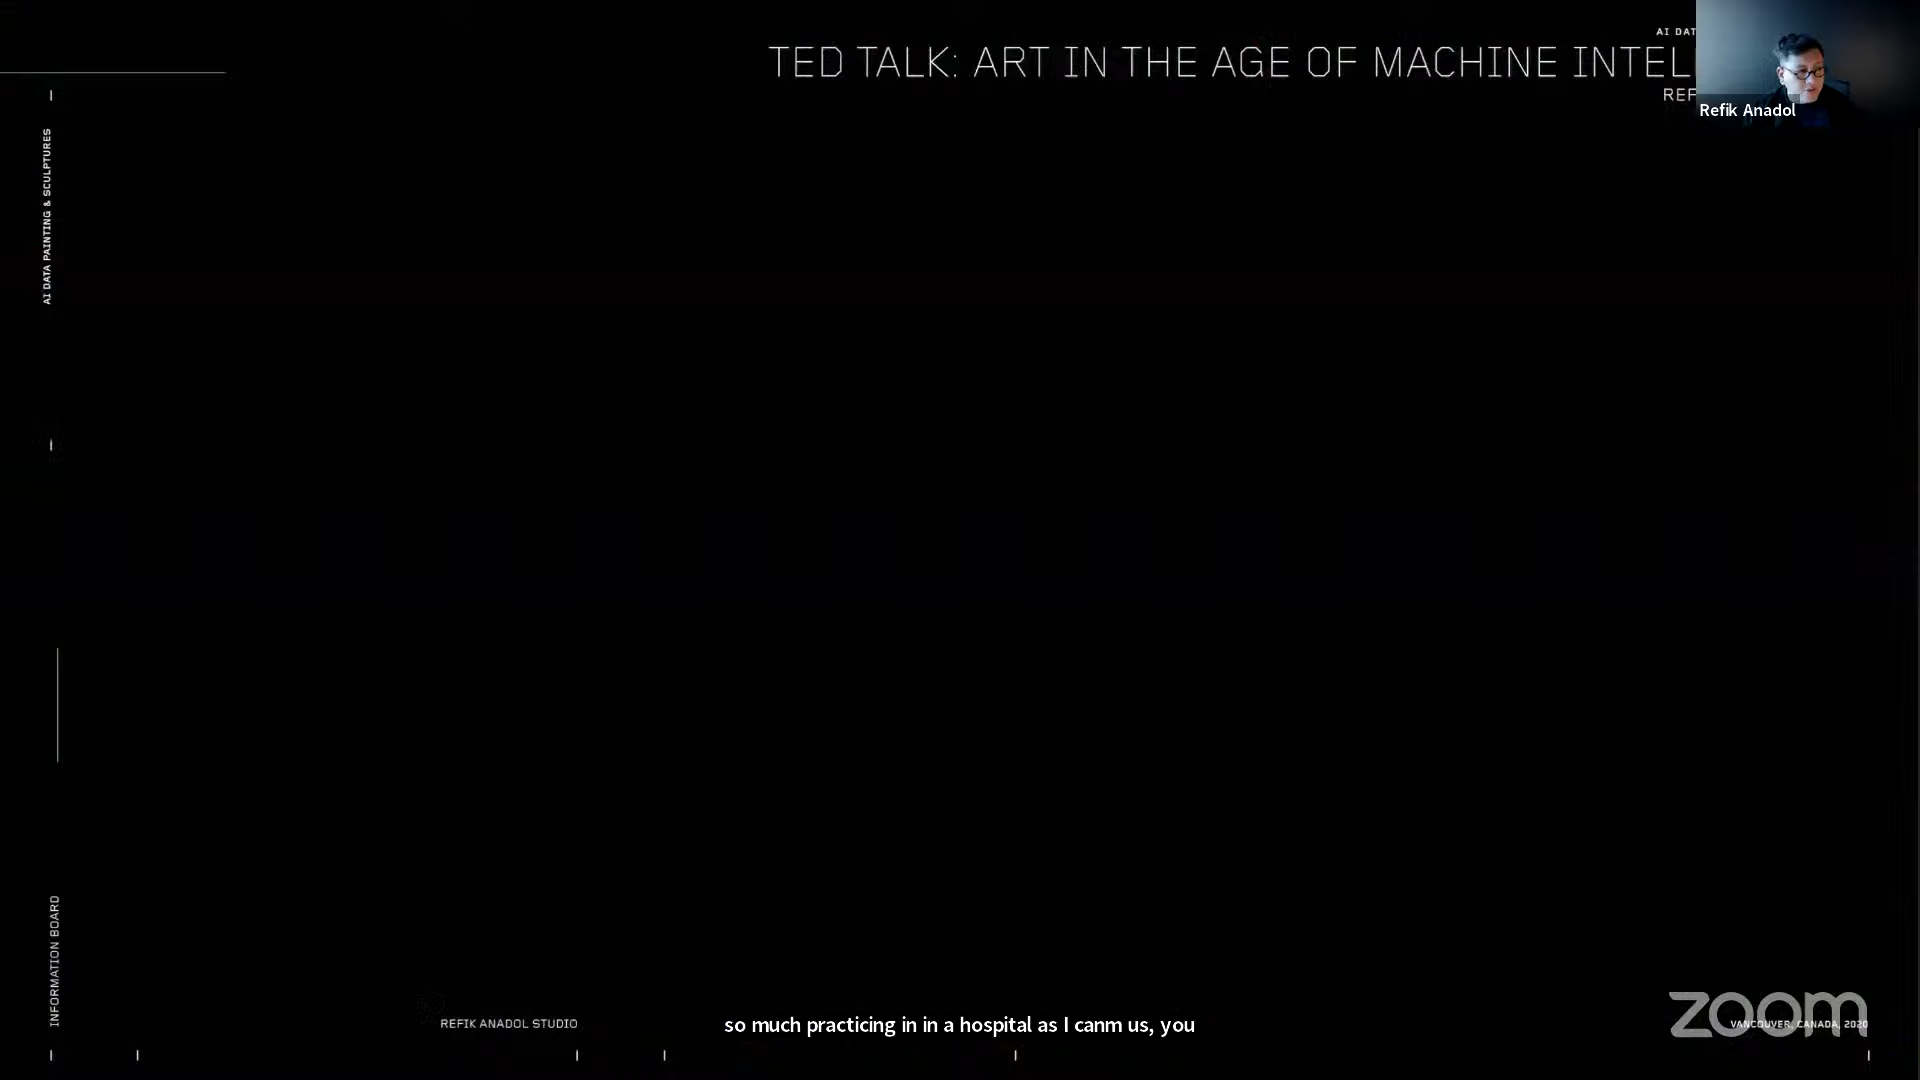 AI DAT
TED TALK: ART IN THE AGE OF MACHINE INTEL
REF
Refik Anadol
AI DATA PAINTING & SCULPTURES
INFORMATION BOARD
REFIK ANADOL STUDIO
so much practicing in in a hospital as I canm us, you
zoom
VANCOUVER, CANADA, 2020